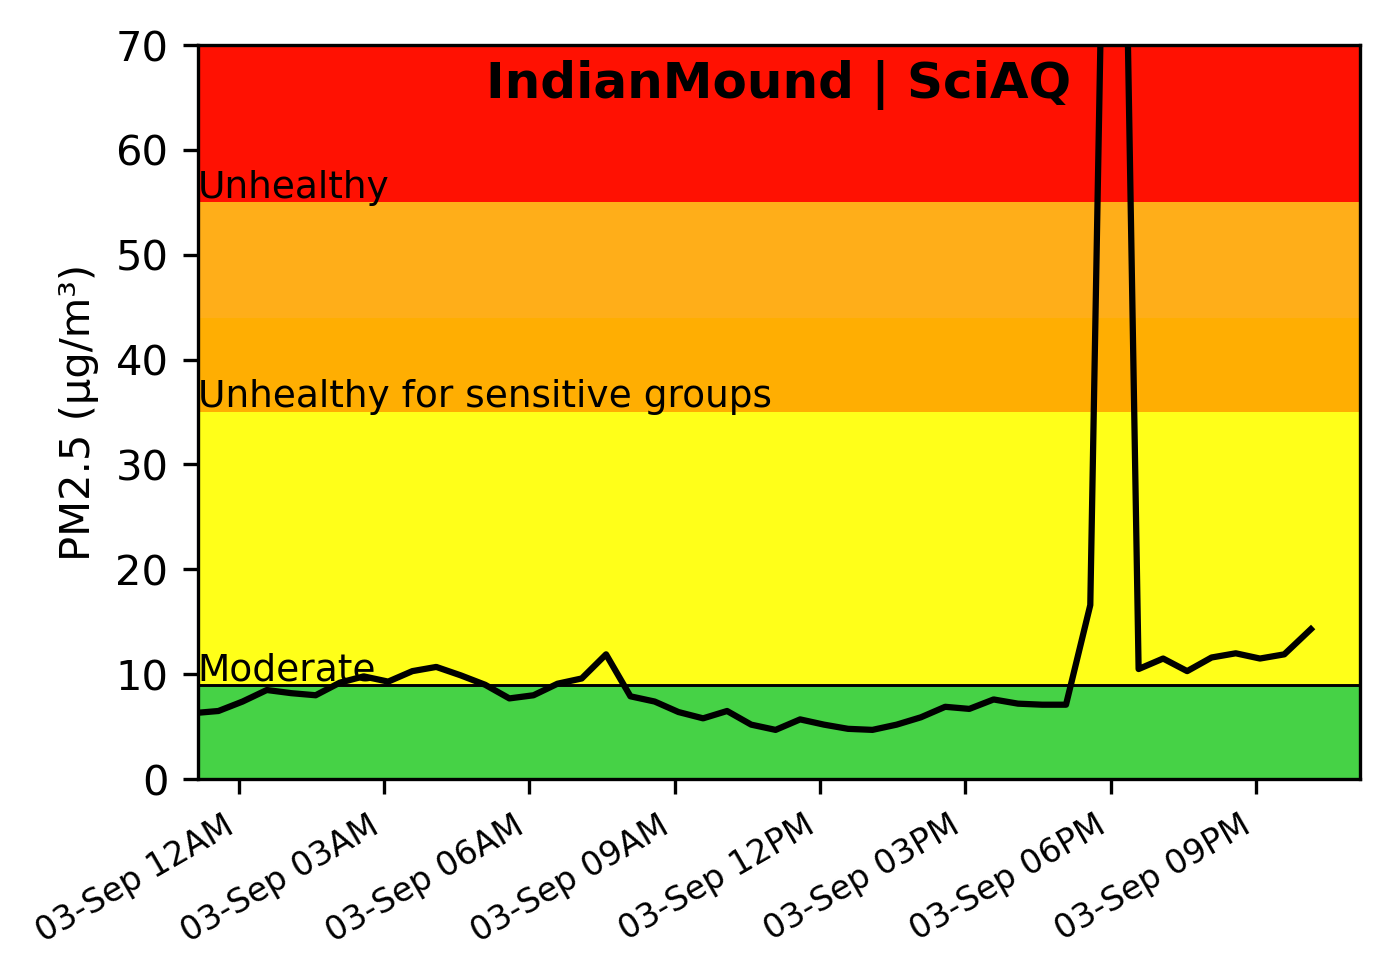 IndianMound | SciAQ
70
60
50
40
30
20
10
0
PM2.5 (µg/m³)
Unhealthy
Unhealthy for sensitive groups
Moderate
03-Sep 12AM
03-Sep 03AM
03-Sep 06AM
03-Sep 09AM
03-Sep 12PM
03-Sep 03PM
03-Sep 06PM
03-Sep 09PM